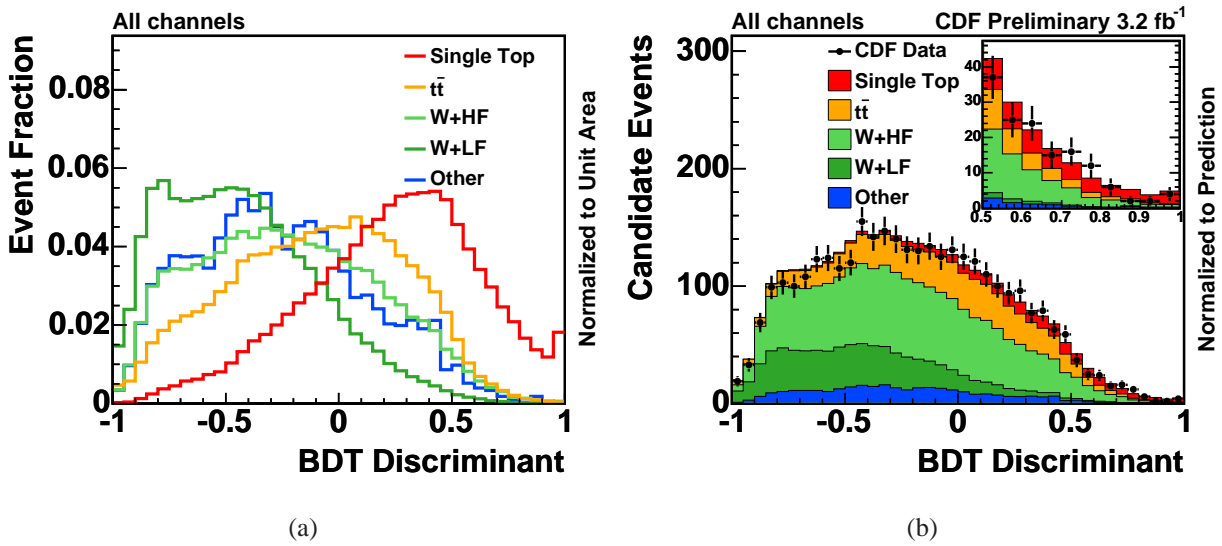 All channels
Event Fraction
0.08
0.06
0.04
0.02
0
Single Top
tt̄
W+HF
W+LF
Other
Normalized to Unit Area
-1
-0.5
0
0.5
1
BDT Discriminant
(a)
All channels
CDF Preliminary 3.2 fb⁻¹
Candidate Events
300
200
100
0
CDF Data
Single Top
tt̄
W+HF
W+LF
Other
40
30
20
10
0
0.5
0.6
0.7
0.8
0.9
1
Normalized to Prediction
-1
-0.5
0
0.5
1
BDT Discriminant
(b)